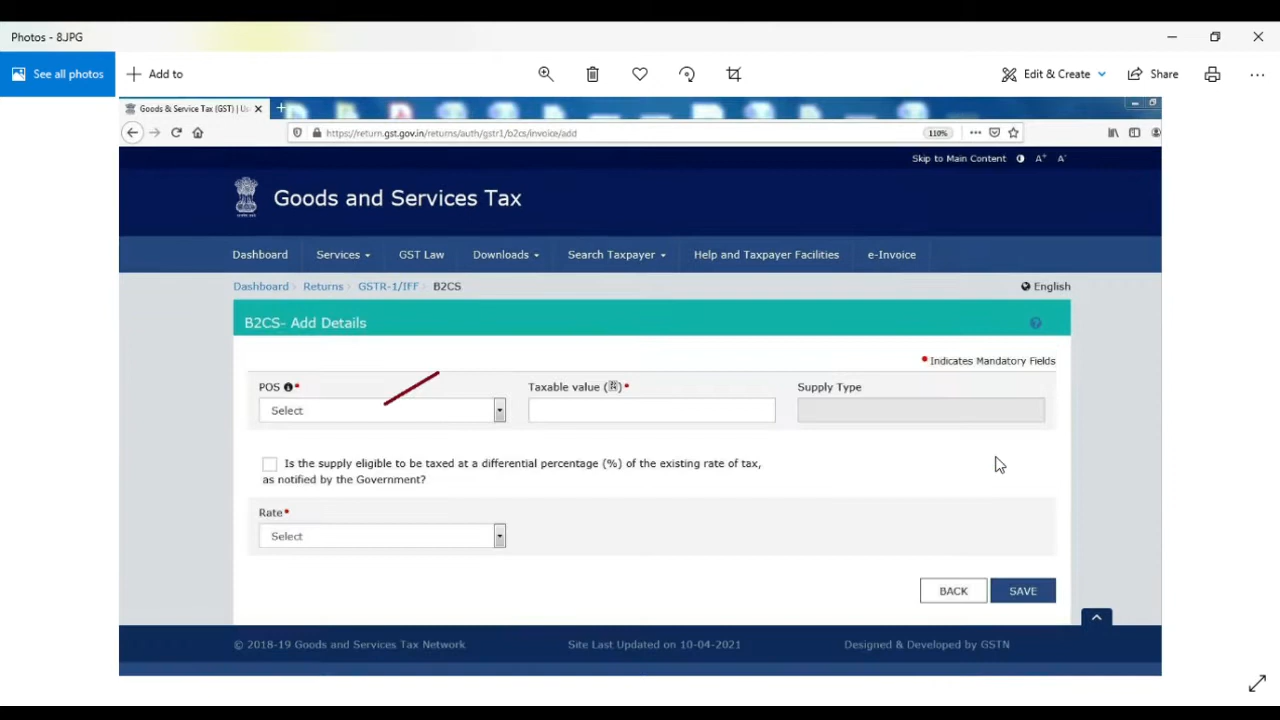 Photos - 8.JPG
See all photos
Add to
Edit & Create
Share
Goods & Service Tax (GST) | Us
https://return.gst.gov.in/returns/auth/gstr1/b2cs/invoice/add
110%
Skip to Main Content
A+
A-
Goods and Services Tax
Dashboard
Services
GST Law
Downloads
Search Taxpayer
Help and Taxpayer Facilities
e-Invoice
Dashboard
Returns
GSTR-1/IFF
B2CS
English
B2CS- Add Details
• Indicates Mandatory Fields
POS •
Taxable value (₹) •
Supply Type
Select
Is the supply eligible to be taxed at a differential percentage (%) of the existing rate of tax,
as notified by the Government?
Rate •
Select
BACK
SAVE
© 2018-19 Goods and Services Tax Network
Site Last Updated on 10-04-2021
Designed & Developed by GSTN